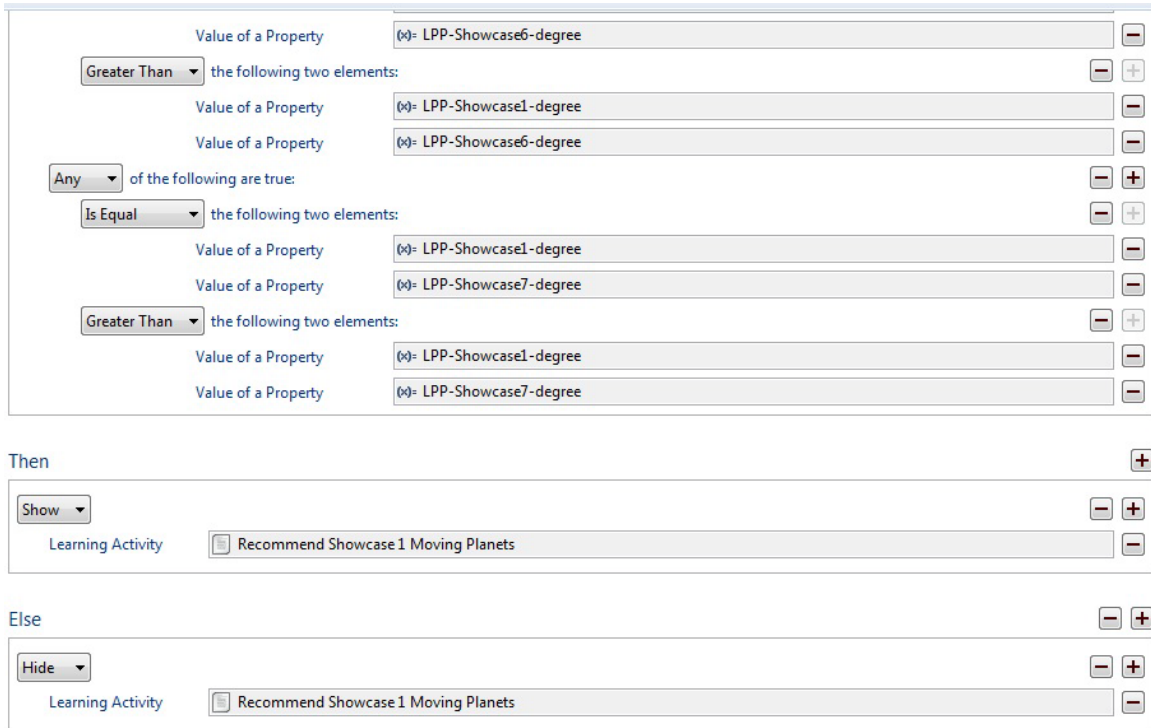 Value of a Property (x)= LPP-Showcase6-degree
Greater Than the following two elements:
Value of a Property (x)= LPP-Showcase1-degree
Value of a Property (x)= LPP-Showcase6-degree
Any of the following are true:
Is Equal the following two elements:
Value of a Property (x)= LPP-Showcase1-degree
Value of a Property (x)= LPP-Showcase7-degree
Greater Than the following two elements:
Value of a Property (x)= LPP-Showcase1-degree
Value of a Property (x)= LPP-Showcase7-degree
Then
Show
Learning Activity Recommend Showcase 1 Moving Planets
Else
Hide
Learning Activity Recommend Showcase 1 Moving Planets